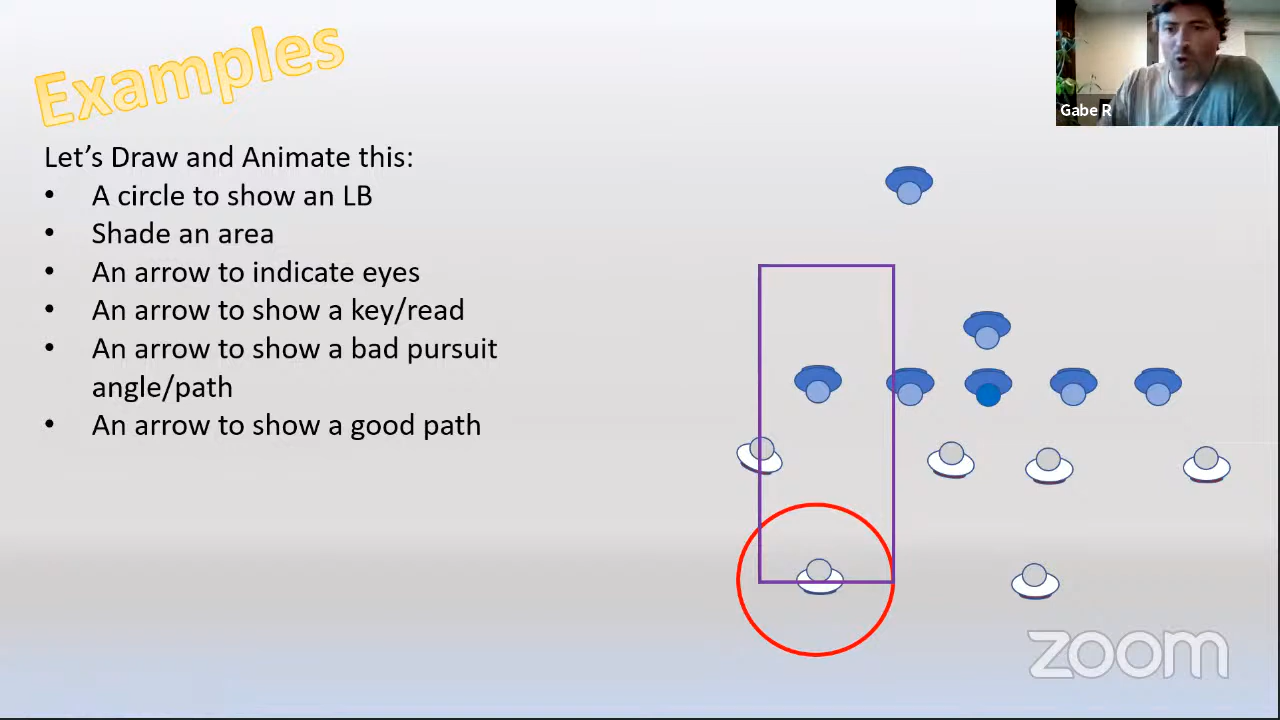 Examples
Gabe R
Let's Draw and Animate this:
• A circle to show an LB
• Shade an area
• An arrow to indicate eyes
• An arrow to show a key/read
• An arrow to show a bad pursuit
angle/path
• An arrow to show a good path
zoom